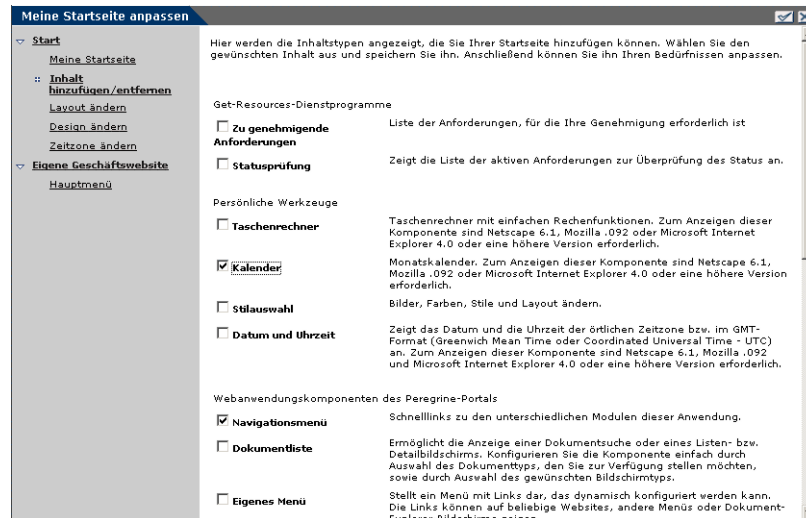 Meine Startseite anpassen
Start
Meine Startseite
Inhalt
hinzufügen/entfernen
Layout ändern
Design ändern
Zeitzone ändern
Eigene Geschäftswebsite
Hauptmenü
Hier werden die Inhaltstypen angezeigt, die Sie Ihrer Startseite hinzufügen können. Wählen Sie den
gewünschten Inhalt aus und speichern Sie ihn. Anschließend können Sie ihn Ihren Bedürfnissen anpassen.
Get-Resources-Dienstprogramme
Zu genehmigende
Anforderungen
Liste der Anforderungen, für die Ihre Genehmigung erforderlich ist
Statusprüfung
Zeigt die Liste der aktiven Anforderungen zur Überprüfung des Status an.
Persönliche Werkzeuge
Taschenrechner
Taschenrechner mit einfachen Rechenfunktionen. Zum Anzeigen dieser
Komponente sind Netscape 6.1, Mozilla .092 oder Microsoft Internet
Explorer 4.0 oder eine höhere Version erforderlich.
Kalender
Monatskalender. Zum Anzeigen dieser Komponente sind Netscape 6.1,
Mozilla .092 oder Microsoft Internet Explorer 4.0 oder eine höhere Version
erforderlich.
Stilauswahl
Bilder, Farben, Stile und Layout ändern.
Datum und Uhrzeit
Zeigt das Datum und die Uhrzeit der örtlichen Zeitzone bzw. im GMT-
Format (Greenwich Mean Time oder Coordinated Universal Time - UTC)
an. Zum Anzeigen dieser Komponente sind Netscape 6.1, Mozilla .092
und Microsoft Internet Explorer 4.0 oder eine höhere Version erforderlich.
Webanwendungskomponenten des Peregrine-Portals
Navigationsmenü
Schnelllinks zu den unterschiedlichen Modulen dieser Anwendung.
Dokumentliste
Ermöglicht die Anzeige einer Dokumentsuche oder eines Listen- bzw.
Detailbildschirms. Konfigurieren Sie die Komponente einfach durch
Auswahl des Dokumenttyps, den Sie zur Verfügung stellen möchten,
sowie durch Auswahl des gewünschten Bildschirmtyps.
Eigenes Menü
Stellt ein Menü mit Links dar, das dynamisch konfiguriert werden kann.
Die Links können auf beliebige Websites, andere Menüs oder Dokument-
Explorer-Bildschirme zeigen.